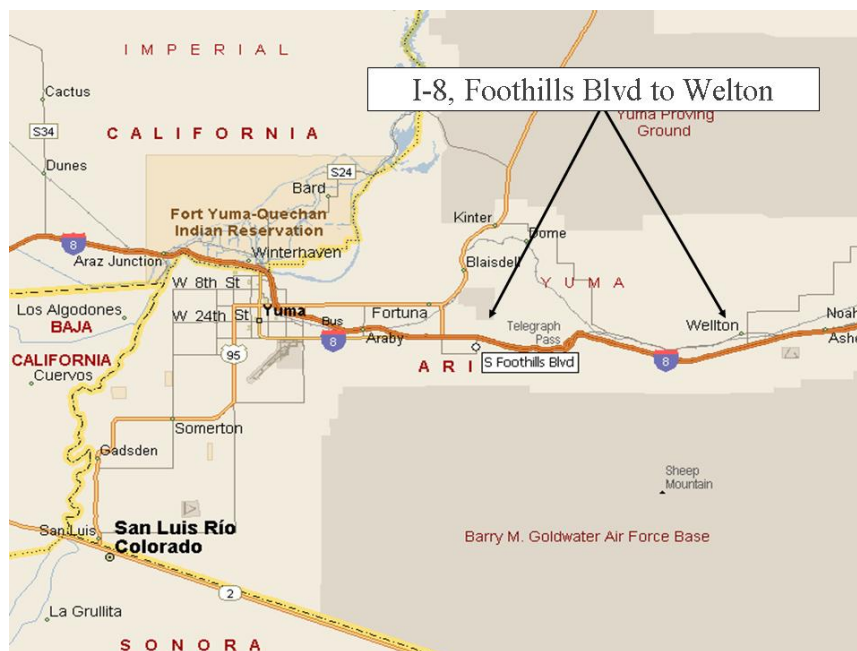 IMPERIAL
Cactus
I-8, Foothills Blvd to Welton
S34
CALIFORNIA
Yuma Proving
Ground
Dunes
S24
Bard
Fort Yuma-Quechan
Indian Reservation
Kinter
Dome
8
Araz Junction
Winterhaven
Blaisdell
YUMA
W 8th St
Los Algodones
BAJA
W 24th St
Yuma
Bus
Fortuna
Telegraph
Pass
Wellton
Noah
CALIFORNIA
8
Araby
Ashe
Cuervos
95
ARI
S Foothills Blvd
8
Somerton
Gadsden
Sheep
Mountain
San Luis
San Luis Río
Colorado
Barry M. Goldwater Air Force Base
2
La Grullita
SONORA